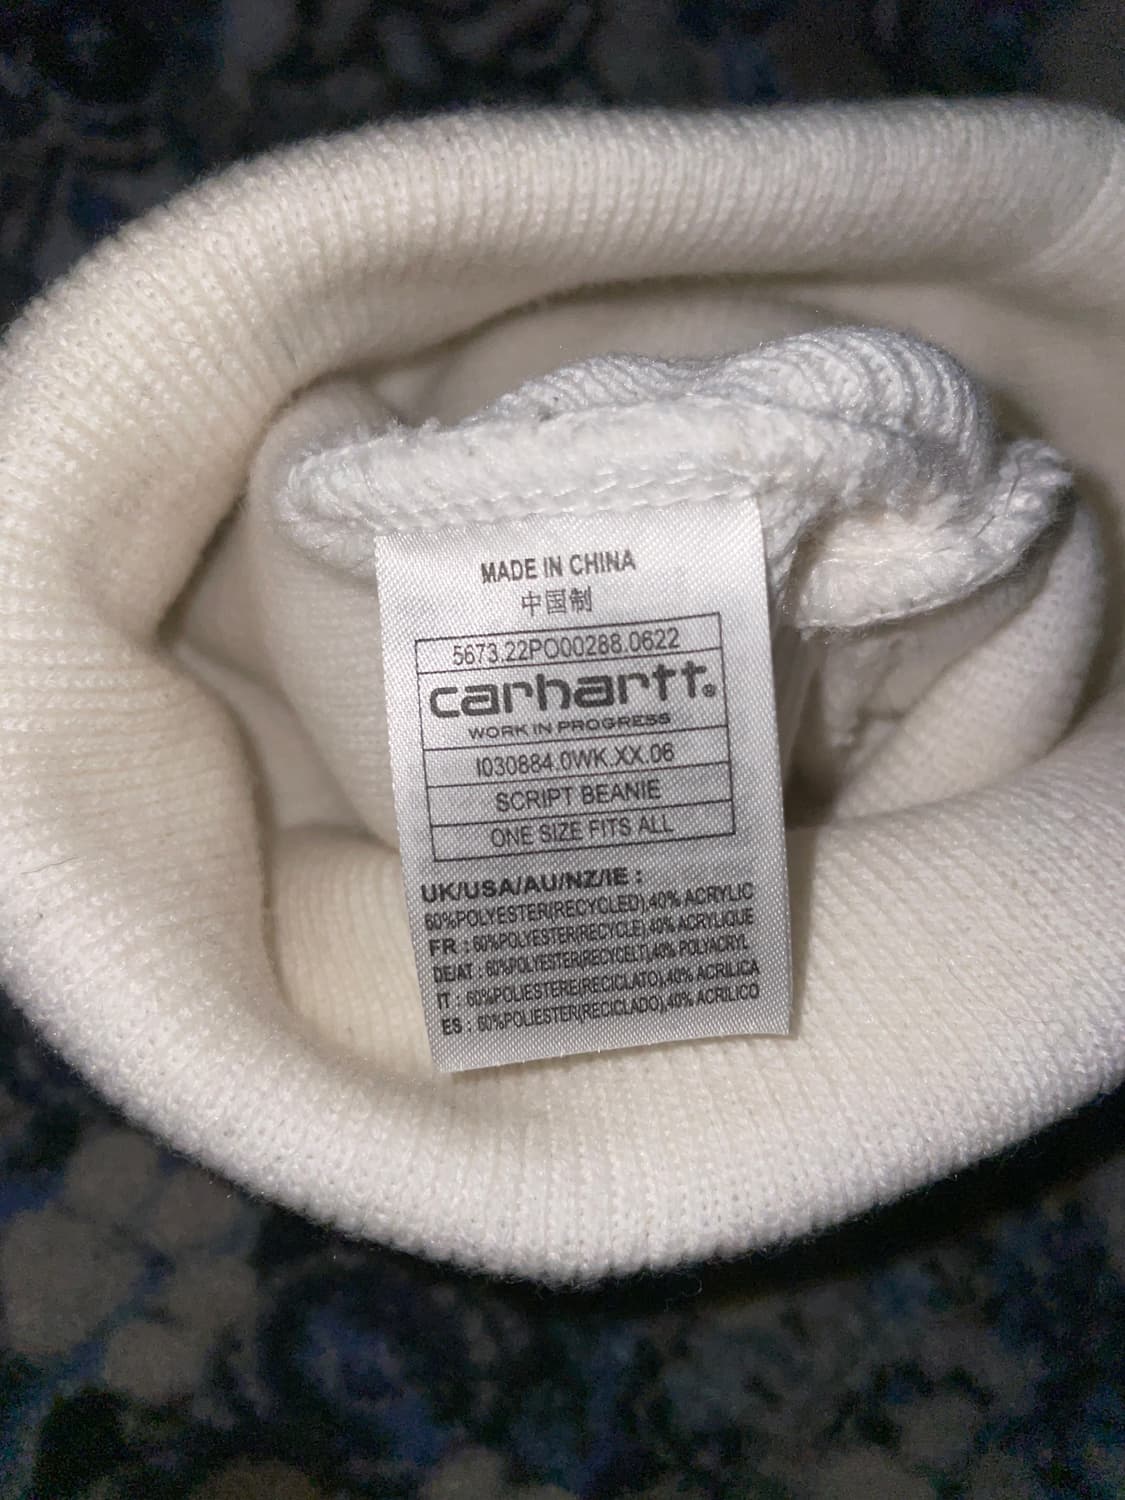 MADE IN CHINA
中国制
5673.22PO00288.0622
carhartt®
WORK IN PROGRESS
I030884.0WK.XX.06
SCRIPT BEANIE
ONE SIZE FITS ALL
UK/USA/AU/NZ/IE :
60%POLYESTER(RECYCLED),40% ACRYLIC
FR : 60%POLYESTER(RECYCLE),40% ACRYLIQUE
DE/AT : 60%POLYESTER(RECYCELT),40% POLYACRYL
IT : 60%POLIESTERE(RECICLATO),40% ACRILICA
ES : 60%POLIESTER(RECICLADO),40% ACRILICO